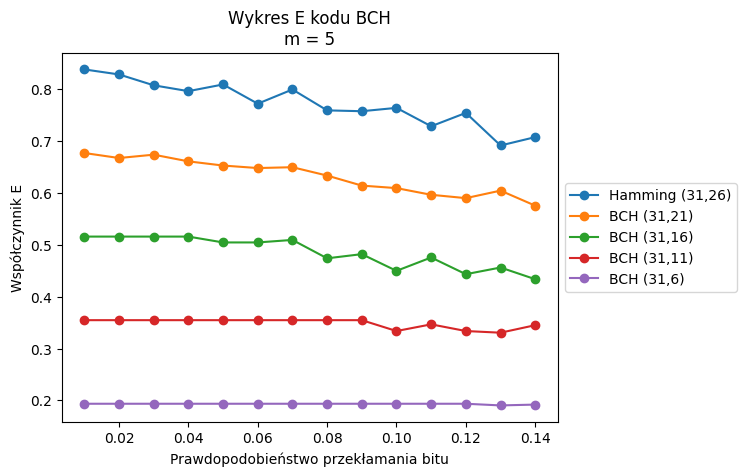 Wykres E kodu BCH
m = 5
Współczynnik E
0.8
0.7
0.6
0.5
0.4
0.3
0.2
0.02 0.04 0.06 0.08 0.10 0.12 0.14
Prawdopodobieństwo przekłamania bitu
Hamming (31,26)
BCH (31,21)
BCH (31,16)
BCH (31,11)
BCH (31,6)